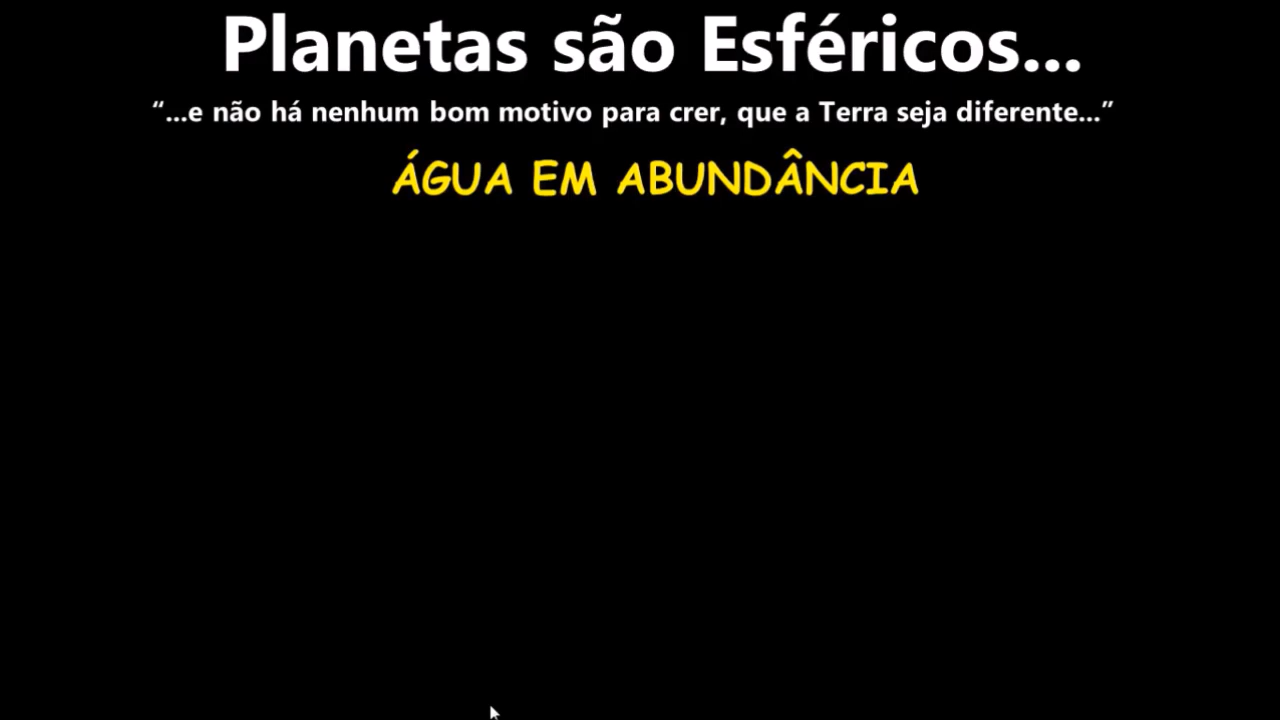 Planetas são Esféricos...
“...e não há nenhum bom motivo para crer, que a Terra seja diferente...”
ÁGUA EM ABUNDÂNCIA